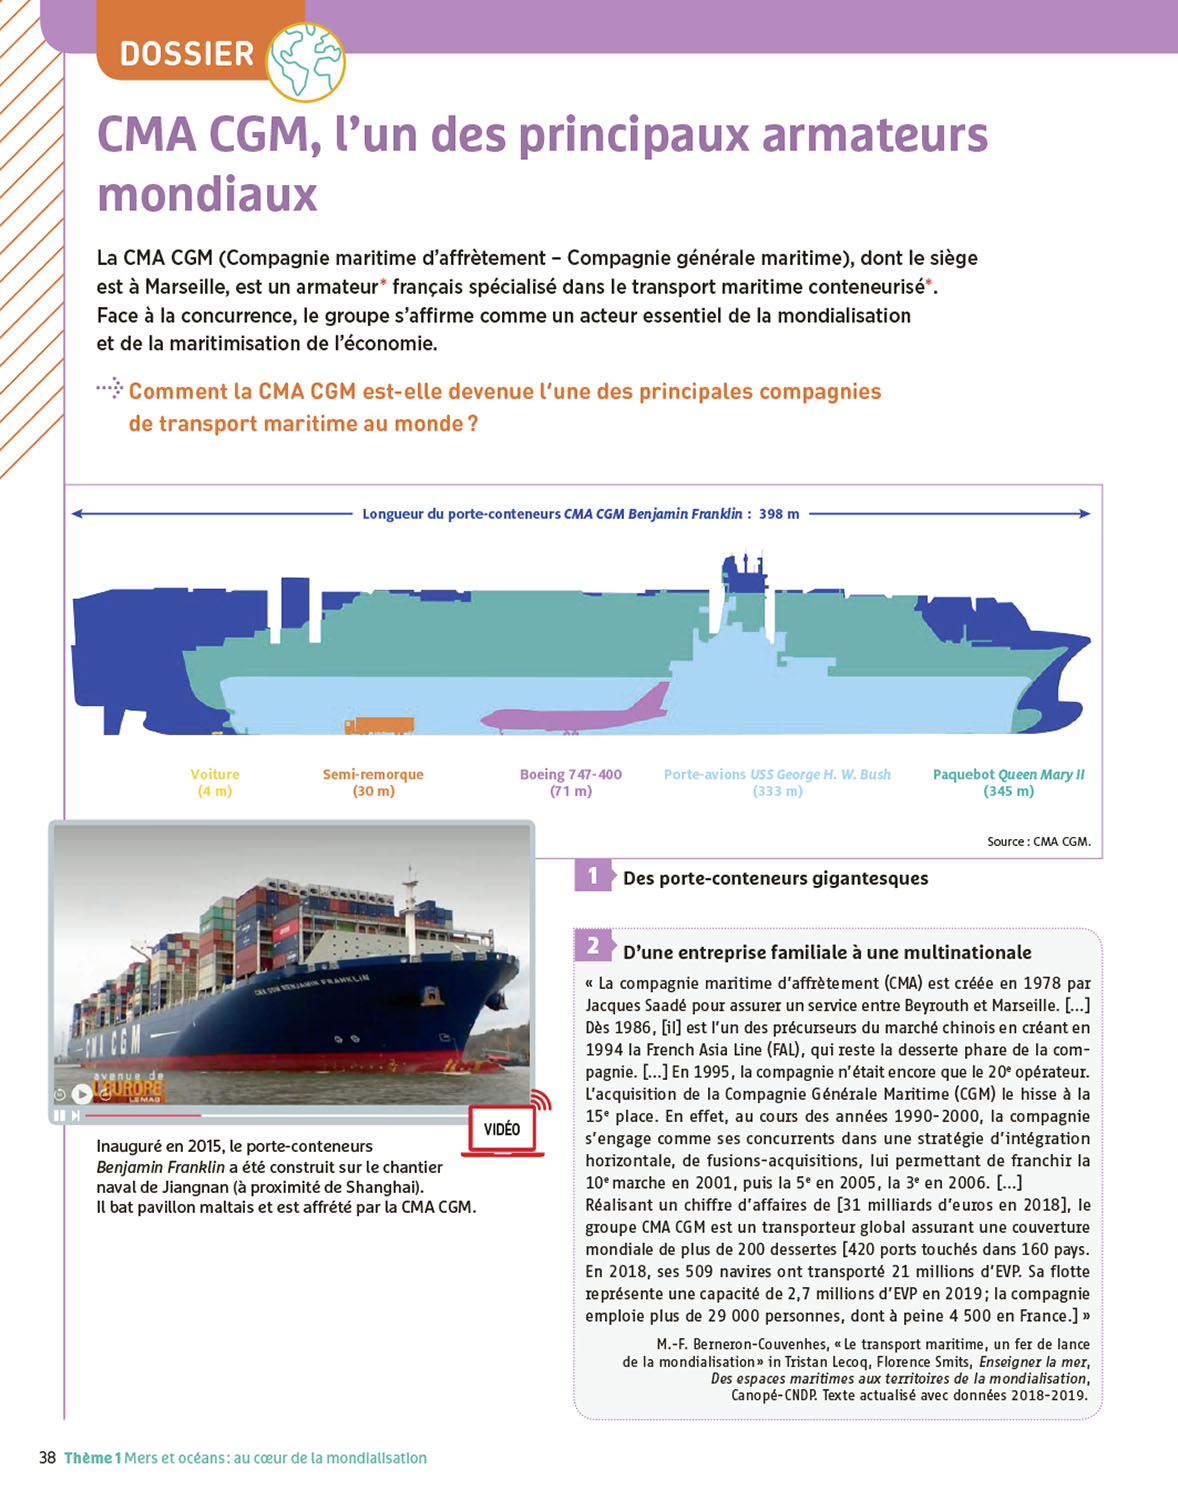 DOSSIER
CMA CGM, l’un des principaux armateurs
mondiaux
La CMA CGM (Compagnie maritime d’affrètement – Compagnie générale maritime), dont le siège
est à Marseille, est un armateur* français spécialisé dans le transport maritime conteneurisé*.
Face à la concurrence, le groupe s’affirme comme un acteur essentiel de la mondialisation
et de la maritimisation de l’économie.
Comment la CMA CGM est-elle devenue l’une des principales compagnies
de transport maritime au monde ?
Longueur du porte-conteneurs CMA CGM Benjamin Franklin : 398 m
Voiture
(4 m)
Semi-remorque
(30 m)
Boeing 747-400
(71 m)
Porte-avions USS George H. W. Bush
(333 m)
Paquebot Queen Mary II
(345 m)
Source : CMA CGM.
1 Des porte-conteneurs gigantesques
CMA CGM BENJAMIN FRANKLIN
CMA CGM
avenue de
L'EUROPE
LE MAG
VIDÉO
Inauguré en 2015, le porte-conteneurs
Benjamin Franklin a été construit sur le chantier
naval de Jiangnan (à proximité de Shanghai).
Il bat pavillon maltais et est affrété par la CMA CGM.
2 D’une entreprise familiale à une multinationale
« La compagnie maritime d’affrètement (CMA) est créée en 1978 par
Jacques Saadé pour assurer un service entre Beyrouth et Marseille. [...]
Dès 1986, [il] est l’un des précurseurs du marché chinois en créant en
1994 la French Asia Line (FAL), qui reste la desserte phare de la com-
pagnie. [...] En 1995, la compagnie n’était encore que le 20e opérateur.
L’acquisition de la Compagnie Générale Maritime (CGM) le hisse à la
15e place. En effet, au cours des années 1990-2000, la compagnie
s’engage comme ses concurrents dans une stratégie d’intégration
horizontale, de fusions-acquisitions, lui permettant de franchir la
10e marche en 2001, puis la 5e en 2005, la 3e en 2006. [...]
Réalisant un chiffre d’affaires de [31 milliards d’euros en 2018], le
groupe CMA CGM est un transporteur global assurant une couverture
mondiale de plus de 200 dessertes [420 ports touchés dans 160 pays.
En 2018, ses 509 navires ont transporté 21 millions d’EVP. Sa flotte
représente une capacité de 2,7 millions d’EVP en 2019 ; la compagnie
emploie plus de 29 000 personnes, dont à peine 4 500 en France.] »
M.-F. Berneron-Couvenhes, « Le transport maritime, un fer de lance
de la mondialisation » in Tristan Lecoq, Florence Smits, Enseigner la mer,
Des espaces maritimes aux territoires de la mondialisation,
Canopé-CNDP. Texte actualisé avec données 2018-2019.
38 Thème 1 Mers et océans : au cœur de la mondialisation